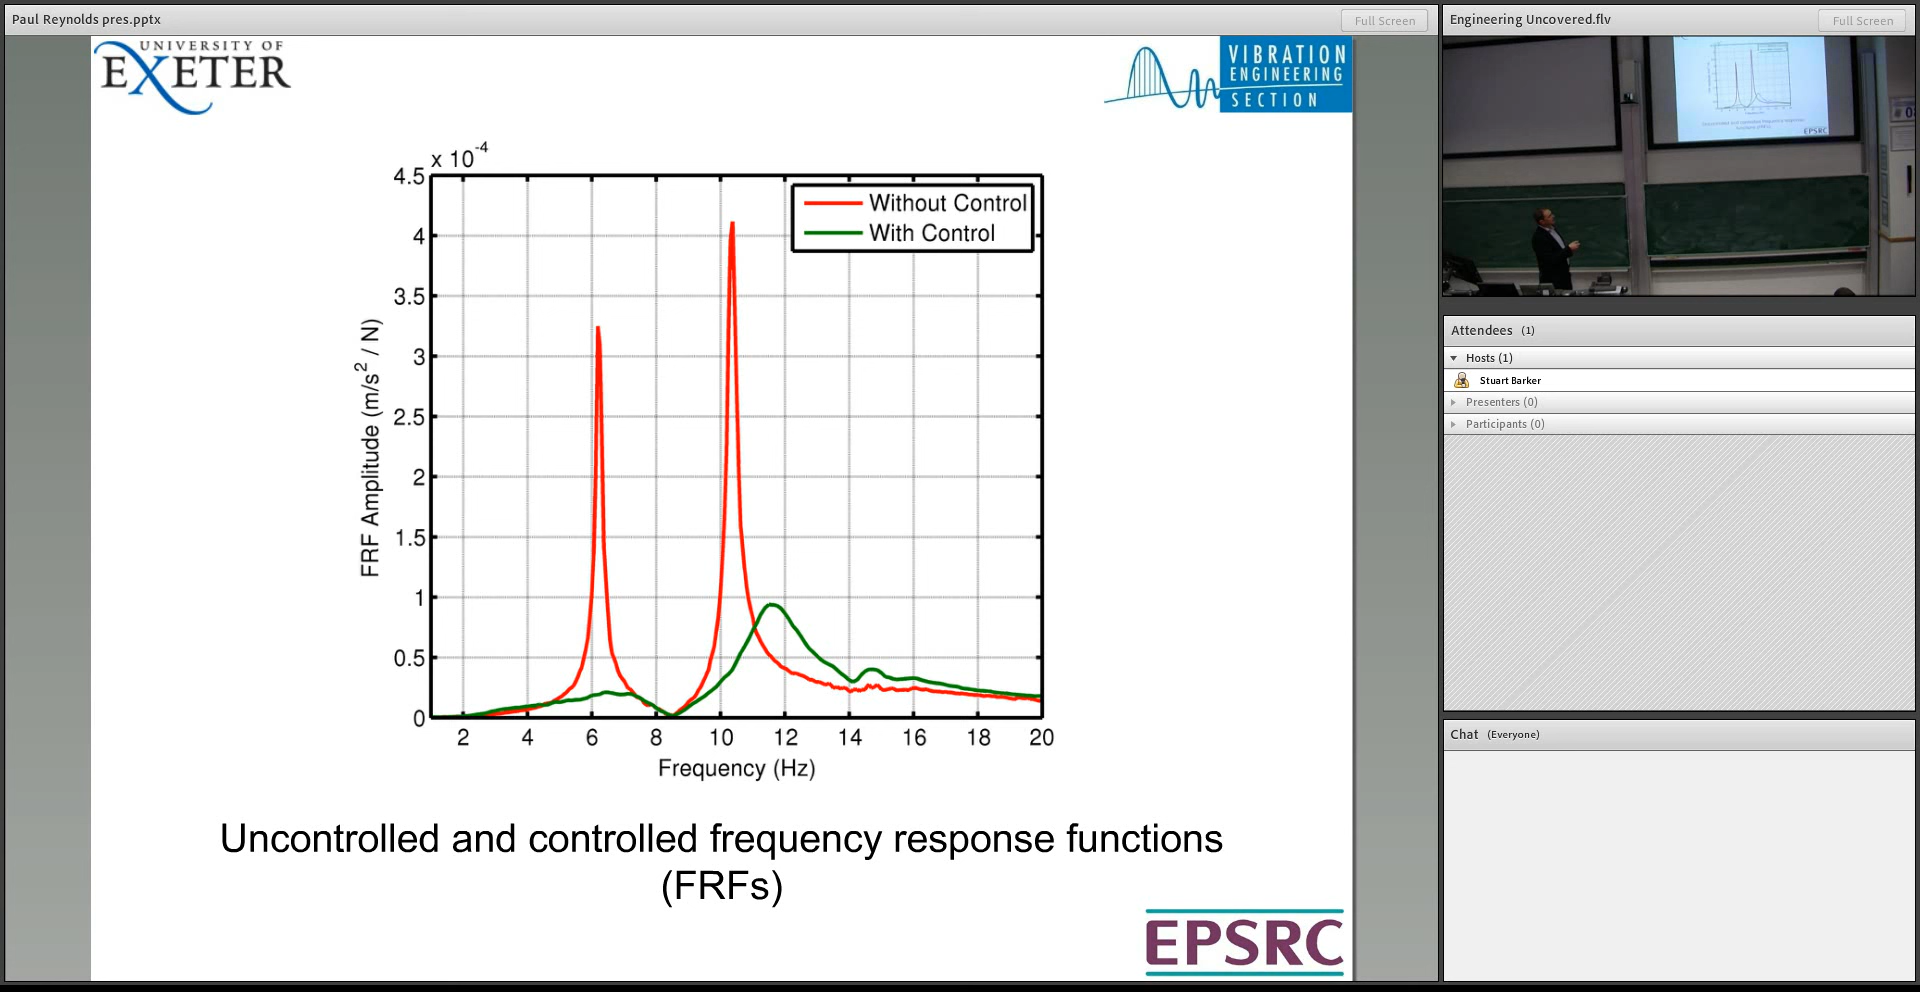 Paul Reynolds pres.pptx
Full Screen
UNIVERSITY OF
EXETER
VIBRATION
ENGINEERING
SECTION
x 10-4
4.5
4
3.5
3
2.5
2
1.5
1
0.5
0
FRF Amplitude (m/s2 / N)
Without Control
With Control
2 4 6 8 10 12 14 16 18 20
Frequency (Hz)
Uncontrolled and controlled frequency response functions
(FRFs)
EPSRC
Engineering Uncovered.flv
Full Screen
EPSRC
Attendees (1)
Hosts (1)
Stuart Barker
Presenters (0)
Participants (0)
Chat (Everyone)